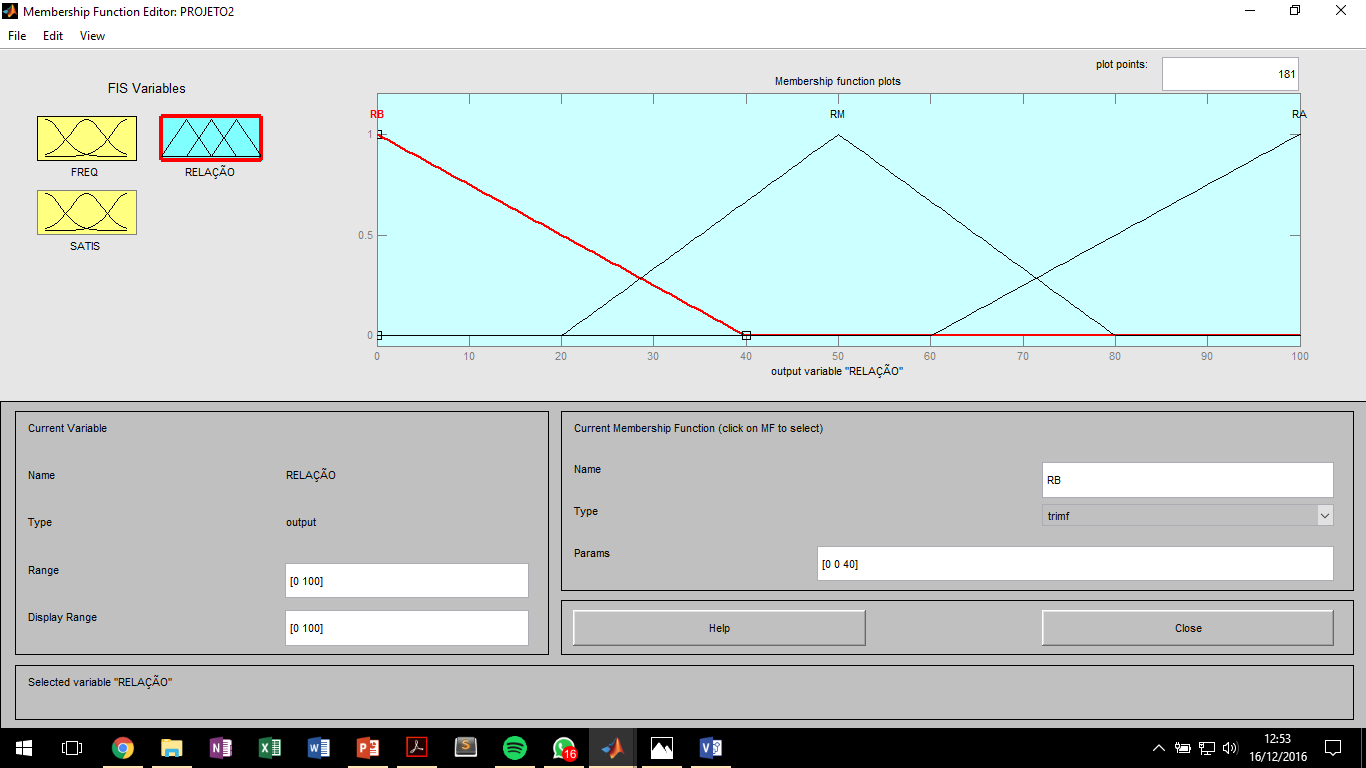 Membership Function Editor: PROJETO2
File Edit View
FIS Variables
FREQ
RELAÇÃO
SATIS
plot points:
181
Membership function plots
RB
RM
RA
1
0.5
0
0 10 20 30 40 50 60 70 80 90 100
output variable "RELAÇÃO"
Current Variable
Name RELAÇÃO
Type output
Range [0 100]
Display Range [0 100]
Current Membership Function (click on MF to select)
Name RB
Type trimf
Params [0 0 40]
Help Close
Selected variable "RELAÇÃO"
16
12:53
16/12/2016